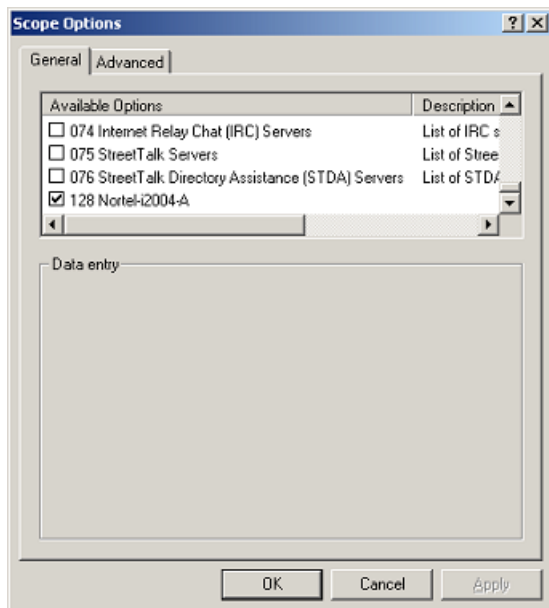 Scope Options
General Advanced
Available Options Description
074 Internet Relay Chat (IRC) Servers List of IRC s
075 StreetTalk Servers List of Stree
076 StreetTalk Directory Assistance (STDA) Servers List of STDA
128 Nortel-i2004-A
Data entry
OK Cancel Apply